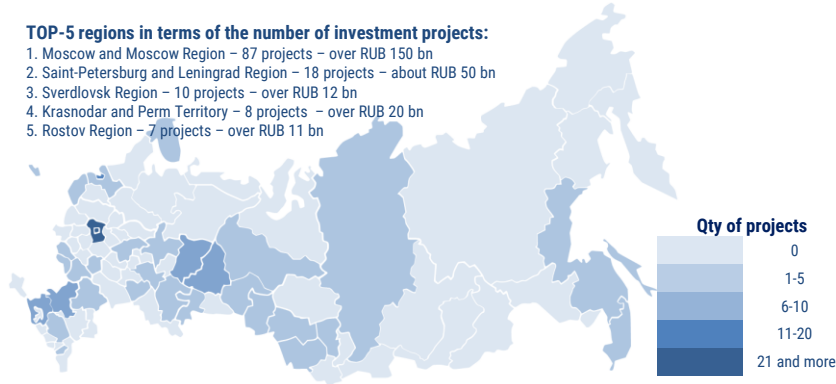 TOP-5 regions in terms of the number of investment projects:
1. Moscow and Moscow Region – 87 projects – over RUB 150 bn
2. Saint-Petersburg and Leningrad Region – 18 projects – about RUB 50 bn
3. Sverdlovsk Region – 10 projects – over RUB 12 bn
4. Krasnodar and Perm Territory – 8 projects – over RUB 20 bn
5. Rostov Region – 7 projects – over RUB 11 bn
Qty of projects
0
1-5
6-10
11-20
21 and more